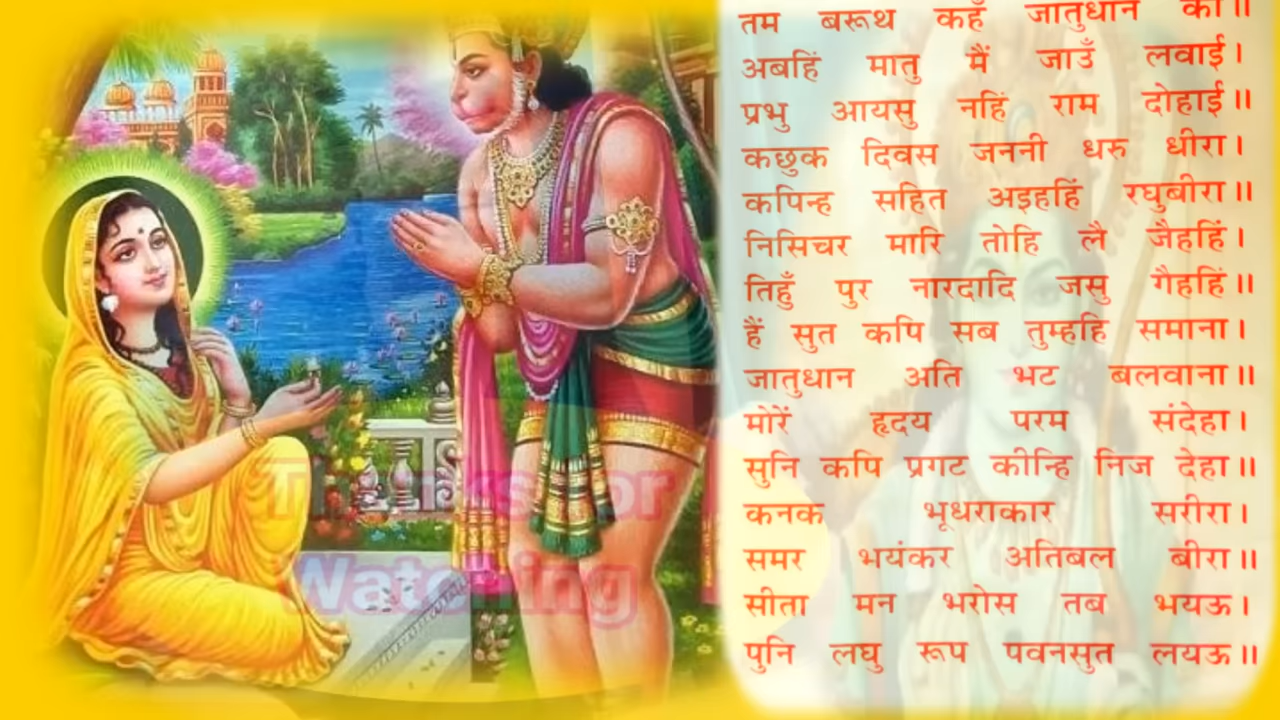 तम बरूथ कहँ जातुधान की॥
अबहिं मातु मैं जाउँ लवाई।
प्रभु आयसु नहिं राम दोहाई॥
कछुक दिवस जननी धरु धीरा।
कपिन्ह सहित अइहहिं रघुबीरा॥
निसिचर मारि तोहि लै जैहहिं।
तिहुँ पुर नारदादि जसु गैहहिं॥
हैं सुत कपि सब तुम्हहि समाना।
जातुधान अति भट बलवाना॥
मोरें हृदय परम संदेहा।
सुनि कपि प्रगट कीन्हि निज देहा॥
कनक भूधराकार सरीरा।
समर भयंकर अतिबल बीरा॥
सीता मन भरोस तब भयऊ।
पुनि लघु रूप पवनसुत लयऊ॥
Thanks for
Watching